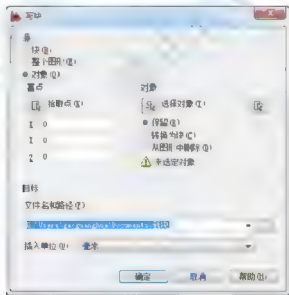 写块
源
块(B):
整个图形(E)
对象(O)
基点
拾取点(K)
X 0
Y 0
Z 0
对象
选择对象(T)
保留(R)
转换为块(C)
从图形中删除(D)
未选定对象
目标
文件名和路径(F):
插入单位(U): 毫米
确定 取消 帮助(H)